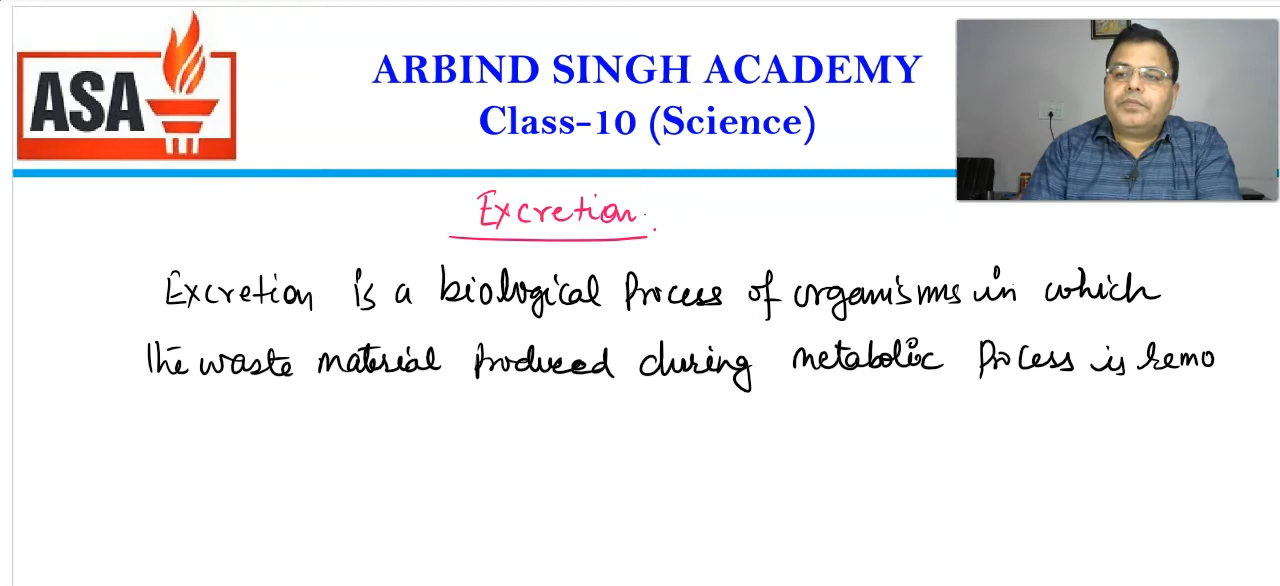 ASA
ARBIND SINGH ACADEMY
Class-10 (Science)
Excretion.
Excretion is a biological Process of organisms in which
the waste material produced during metabolic Process is remo